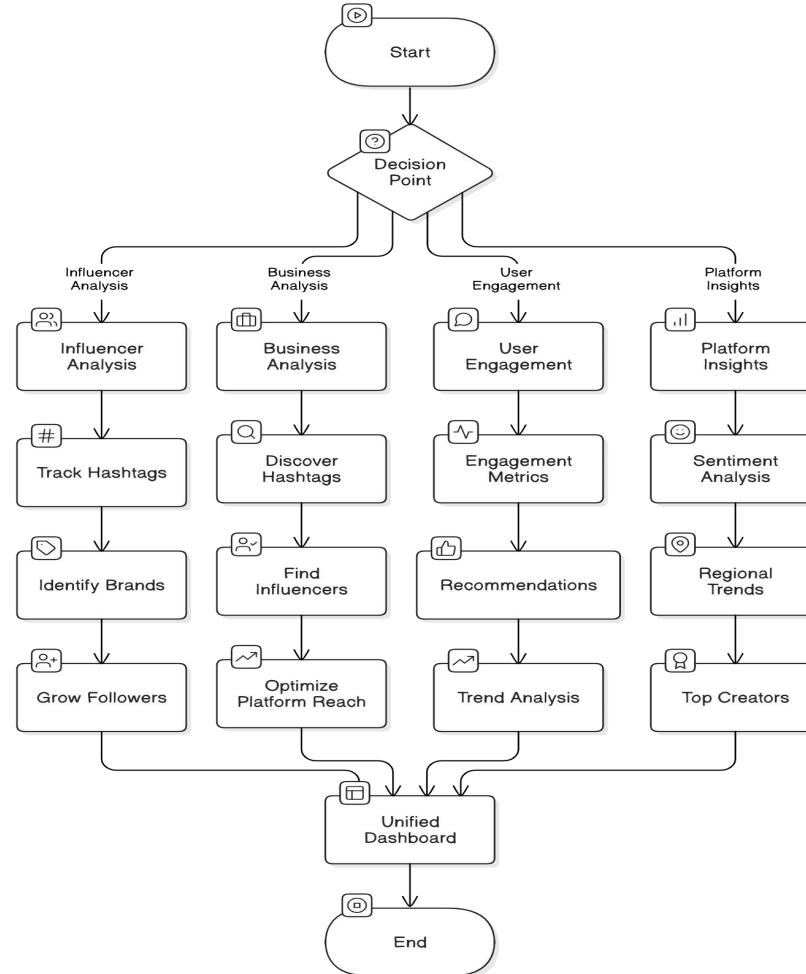 Start
Decision
Point
Influencer
Analysis
Business
Analysis
User
Engagement
Platform
Insights
Influencer
Analysis
Business
Analysis
User
Engagement
Platform
Insights
Track Hashtags
Discover
Hashtags
Engagement
Metrics
Sentiment
Analysis
Identify Brands
Find
Influencers
Recommendations
Regional
Trends
Grow Followers
Optimize
Platform Reach
Trend Analysis
Top Creators
Unified
Dashboard
End